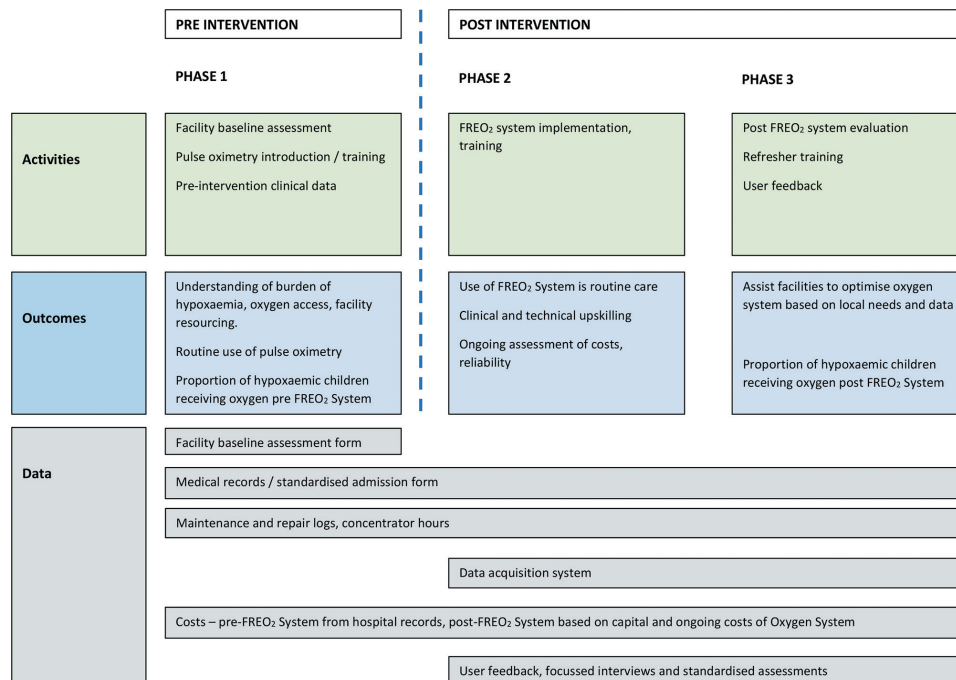 PRE INTERVENTION
POST INTERVENTION
PHASE 1
PHASE 2
PHASE 3
Activities
Facility baseline assessment
Pulse oximetry introduction / training
Pre-intervention clinical data
FREO₂ system implementation,
training
Post FREO₂ system evaluation
Refresher training
User feedback
Outcomes
Understanding of burden of
hypoxaemia, oxygen access, facility
resourcing.
Routine use of pulse oximetry
Proportion of hypoxaemic children
receiving oxygen pre FREO₂ System
Use of FREO₂ System is routine care
Clinical and technical upskilling
Ongoing assessment of costs,
reliability
Assist facilities to optimise oxygen
system based on local needs and data
Proportion of hypoxaemic children
receiving oxygen post FREO₂ System
Data
Facility baseline assessment form
Medical records / standardised admission form
Maintenance and repair logs, concentrator hours
Data acquisition system
Costs – pre-FREO₂ System from hospital records, post-FREO₂ System based on capital and ongoing costs of Oxygen System
User feedback, focussed interviews and standardised assessments